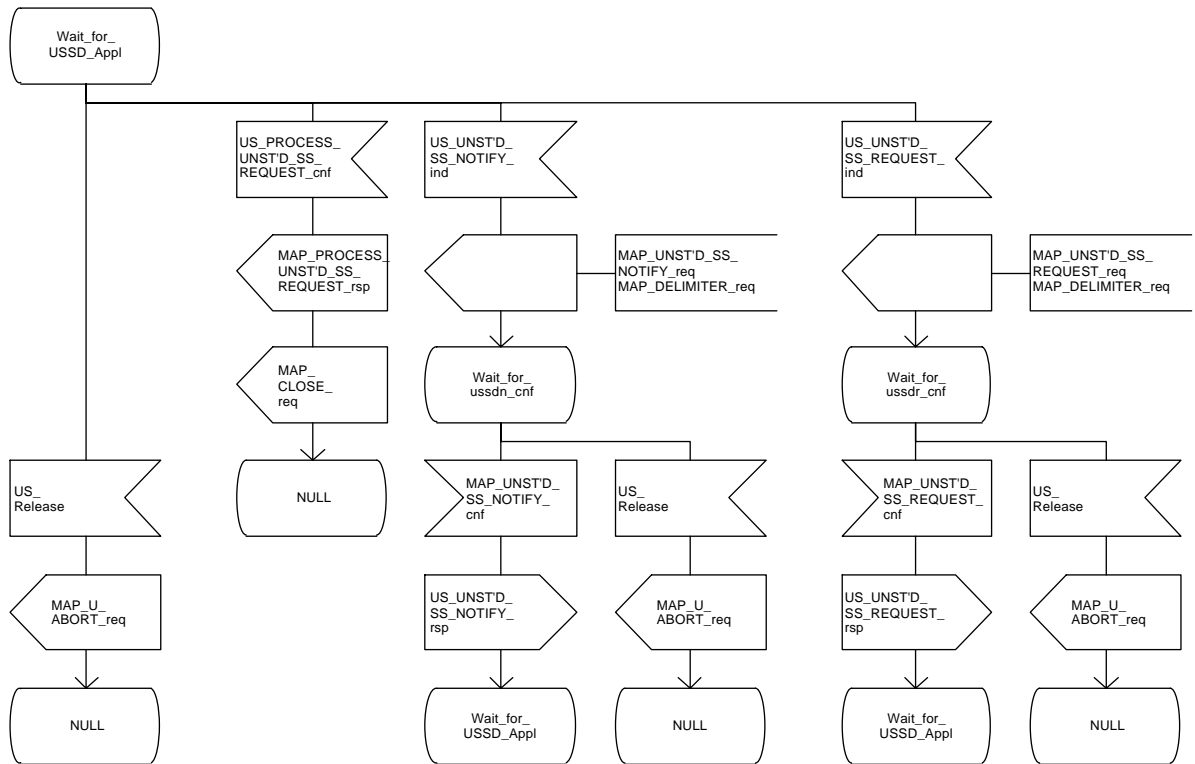 Wait_for_
USSD_Appl
US_PROCESS_
UNST'D_SS_
REQUEST_cnf
US_UNST'D_
SS_NOTIFY_
ind
US_UNST'D_
SS_REQUEST_
ind
MAP_PROCESS_
UNST'D_SS_
REQUEST_rsp
MAP_UNST'D_SS_
NOTIFY_req
MAP_DELIMITER_req
MAP_UNST'D_SS_
REQUEST_req
MAP_DELIMITER_req
MAP_
CLOSE_
req
Wait_for_
ussdn_cnf
Wait_for_
ussdr_cnf
US_
Release
NULL
MAP_UNST'D_
SS_NOTIFY_
cnf
US_
Release
MAP_UNST'D_
SS_REQUEST_
cnf
US_
Release
MAP_U_
ABORT_req
US_UNST'D_
SS_NOTIFY_
rsp
MAP_U_
ABORT_req
US_UNST'D_
SS_REQUEST_
rsp
MAP_U_
ABORT_req
NULL
Wait_for_
USSD_Appl
NULL
Wait_for_
USSD_Appl
NULL